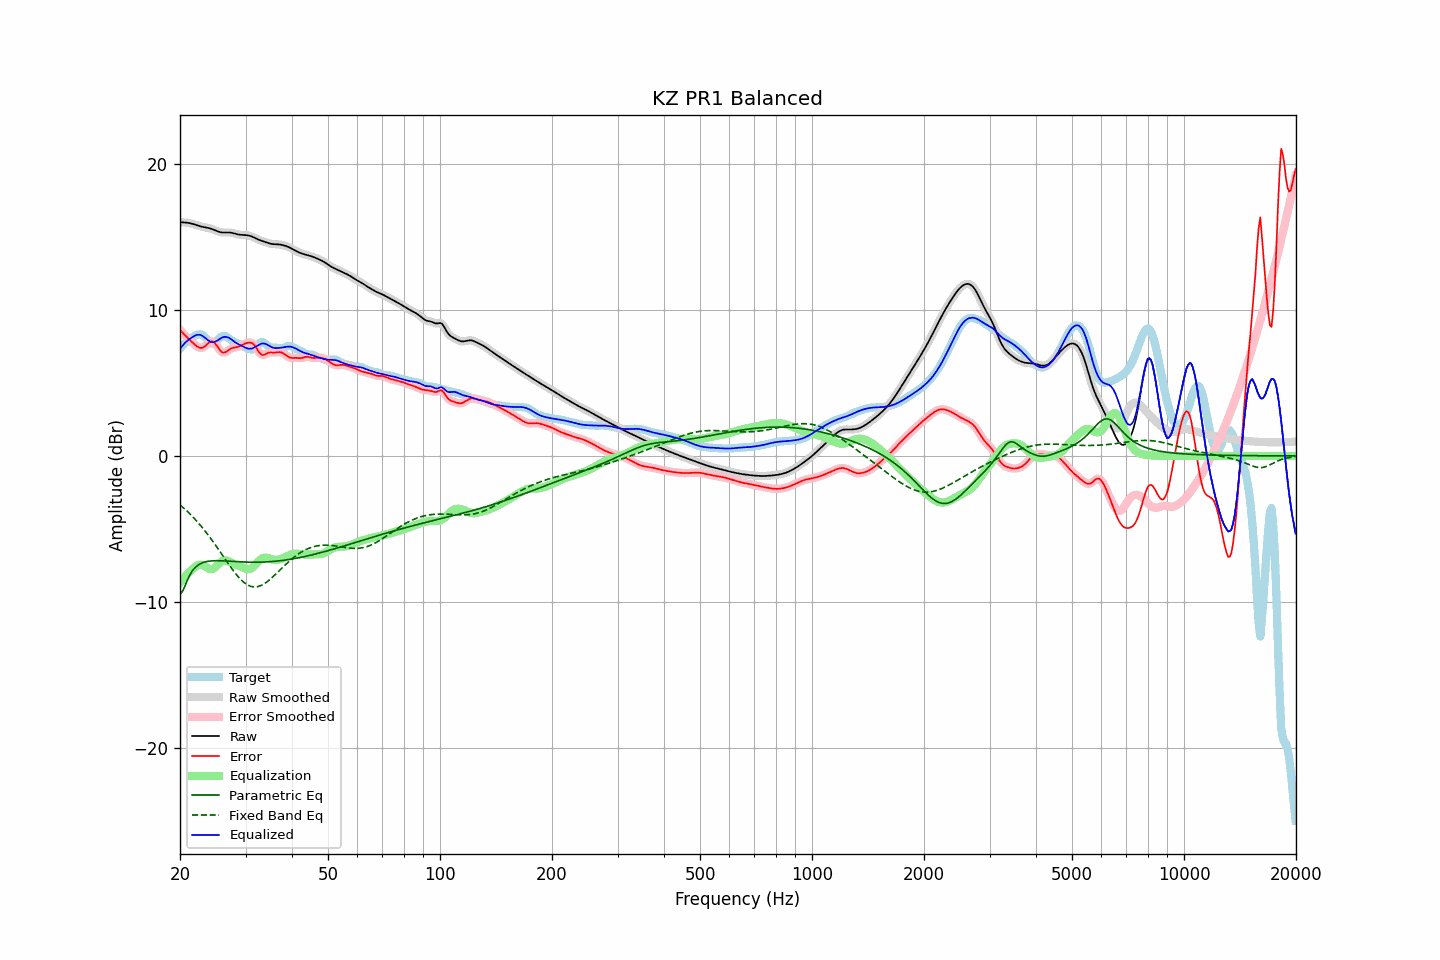 KZ PR1 Balanced
Amplitude (dBr)
20
10
0
−10
−20
Target
Raw Smoothed
Error Smoothed
Raw
Error
Equalization
Parametric Eq
Fixed Band Eq
Equalized
20 50 100 200 500 1000 2000 5000 10000 20000
Frequency (Hz)